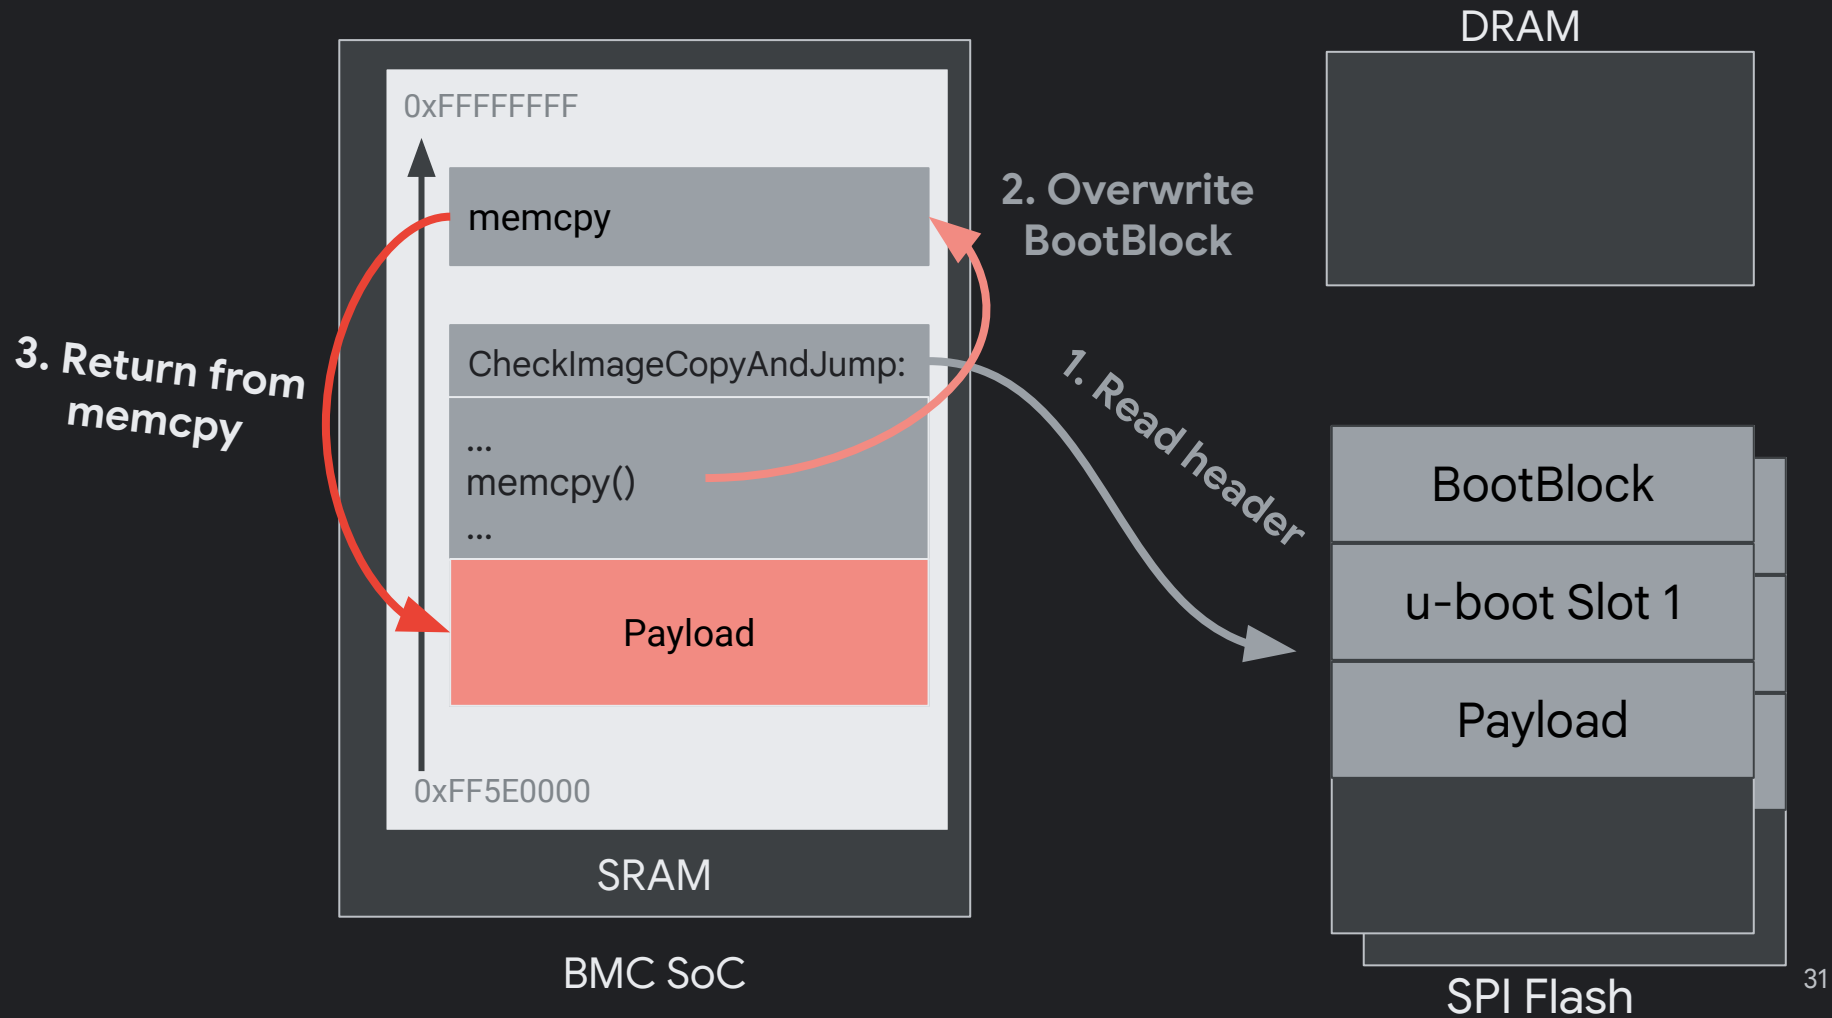 DRAM
0xFFFFFFFF
memcpy
2. Overwrite
BootBlock
3. Return from
memcpy
CheckImageCopyAndJump:
1. Read header
...
memcpy()
...
Payload
BootBlock
u-boot Slot 1
Payload
0xFF5E0000
SRAM
BMC SoC
SPI Flash
31